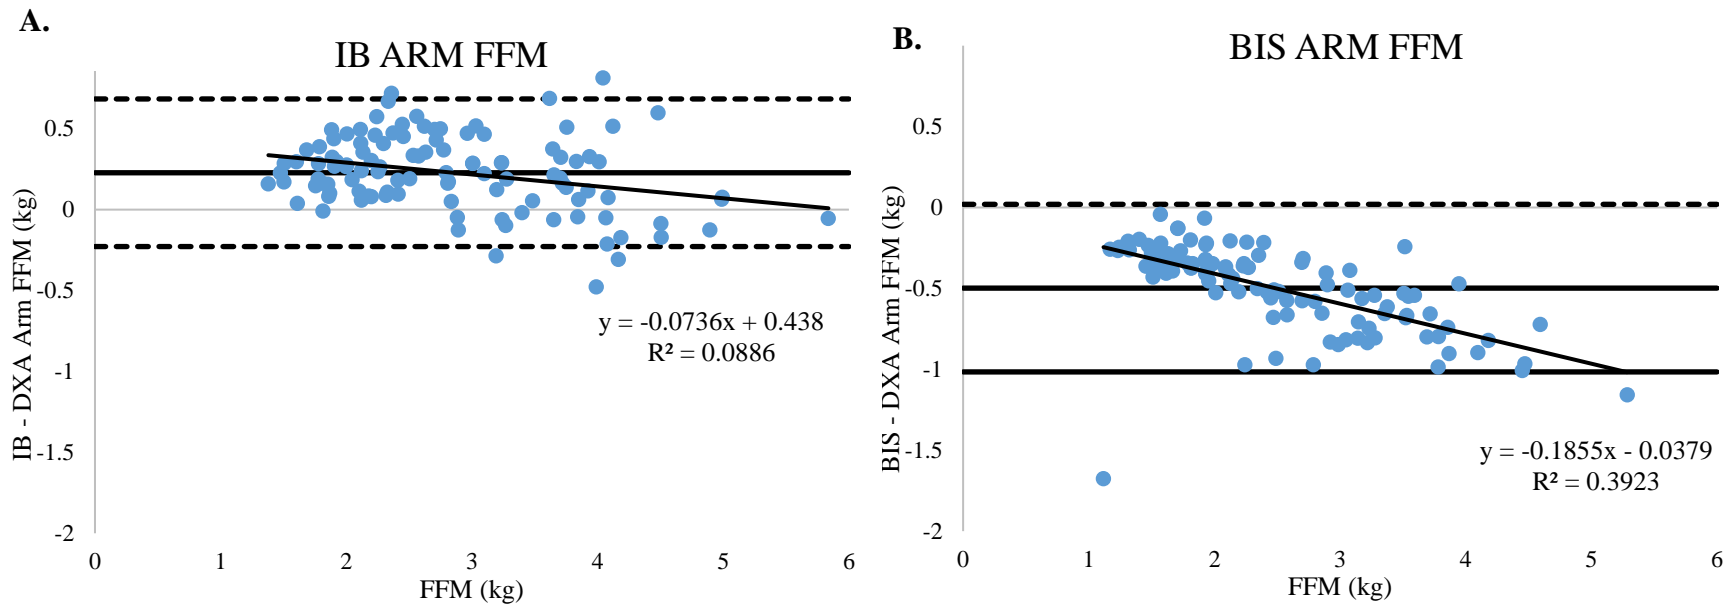 A.
IB ARM FFM
0.5
0
-0.5
-1
-1.5
-2
0 1 2 3 4 5 6
FFM (kg)
IB - DXA Arm FFM (kg)
y = -0.0736x + 0.438
R² = 0.0886
B.
BIS ARM FFM
0.5
0
-0.5
-1
-1.5
-2
0 1 2 3 4 5 6
FFM (kg)
BIS - DXA Arm FFM (kg)
y = -0.1855x - 0.0379
R² = 0.3923